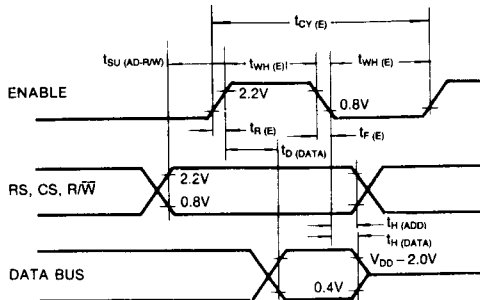 tCY (E)
tSU (AD-R/W) tWH (E)I tWH (E)
ENABLE 2.2V 0.8V
tR (E) tF (E)
tD (DATA)
RS, CS, R/W̅ 2.2V
0.8V
tH (ADD)
tH (DATA)
DATA BUS VDD – 2.0V
0.4V